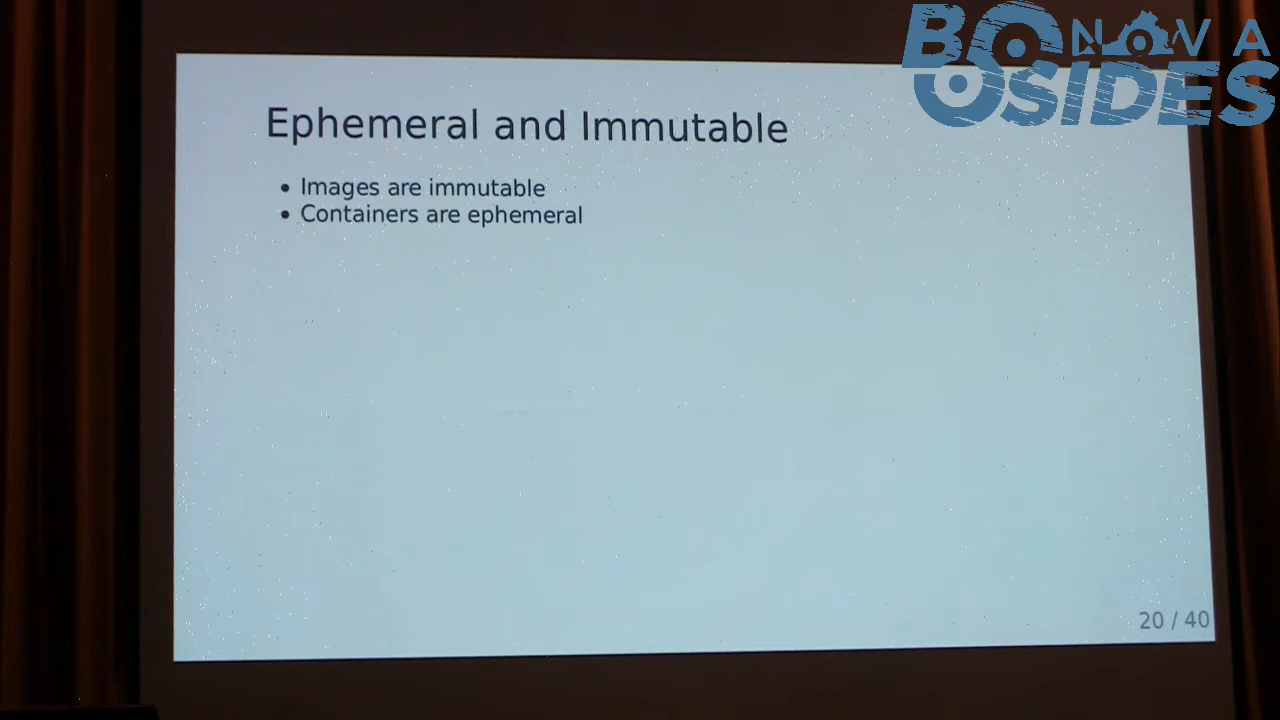 BSIDES
NOVA
Ephemeral and Immutable
• Images are immutable
• Containers are ephemeral
20 / 40